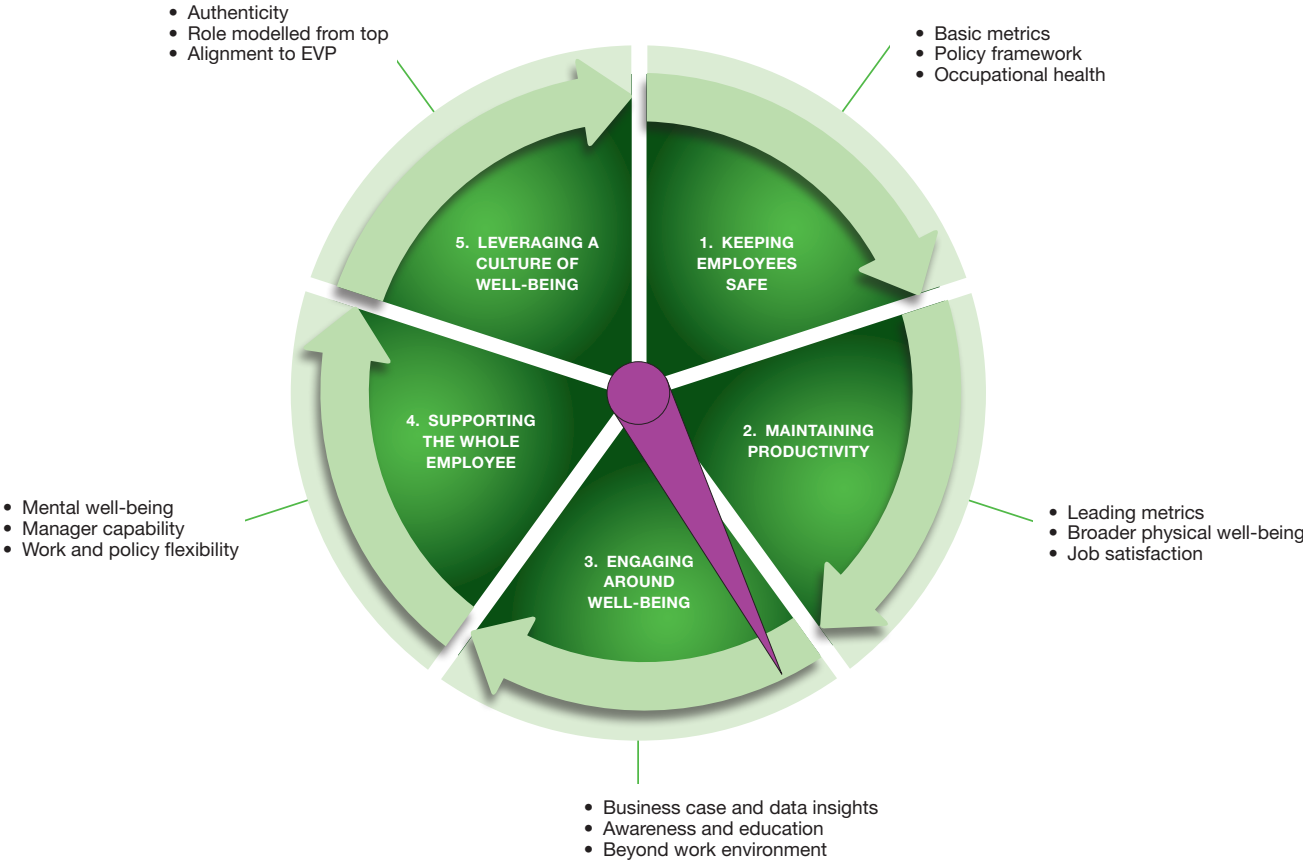 • Authenticity
• Role modelled from top
• Alignment to EVP
• Basic metrics
• Policy framework
• Occupational health
5. LEVERAGING A
CULTURE OF
WELL-BEING
1. KEEPING
EMPLOYEES
SAFE
4. SUPPORTING
THE WHOLE
EMPLOYEE
2. MAINTAINING
PRODUCTIVITY
3. ENGAGING
AROUND
WELL-BEING
• Mental well-being
• Manager capability
• Work and policy flexibility
• Leading metrics
• Broader physical well-being
• Job satisfaction
• Business case and data insights
• Awareness and education
• Beyond work environment